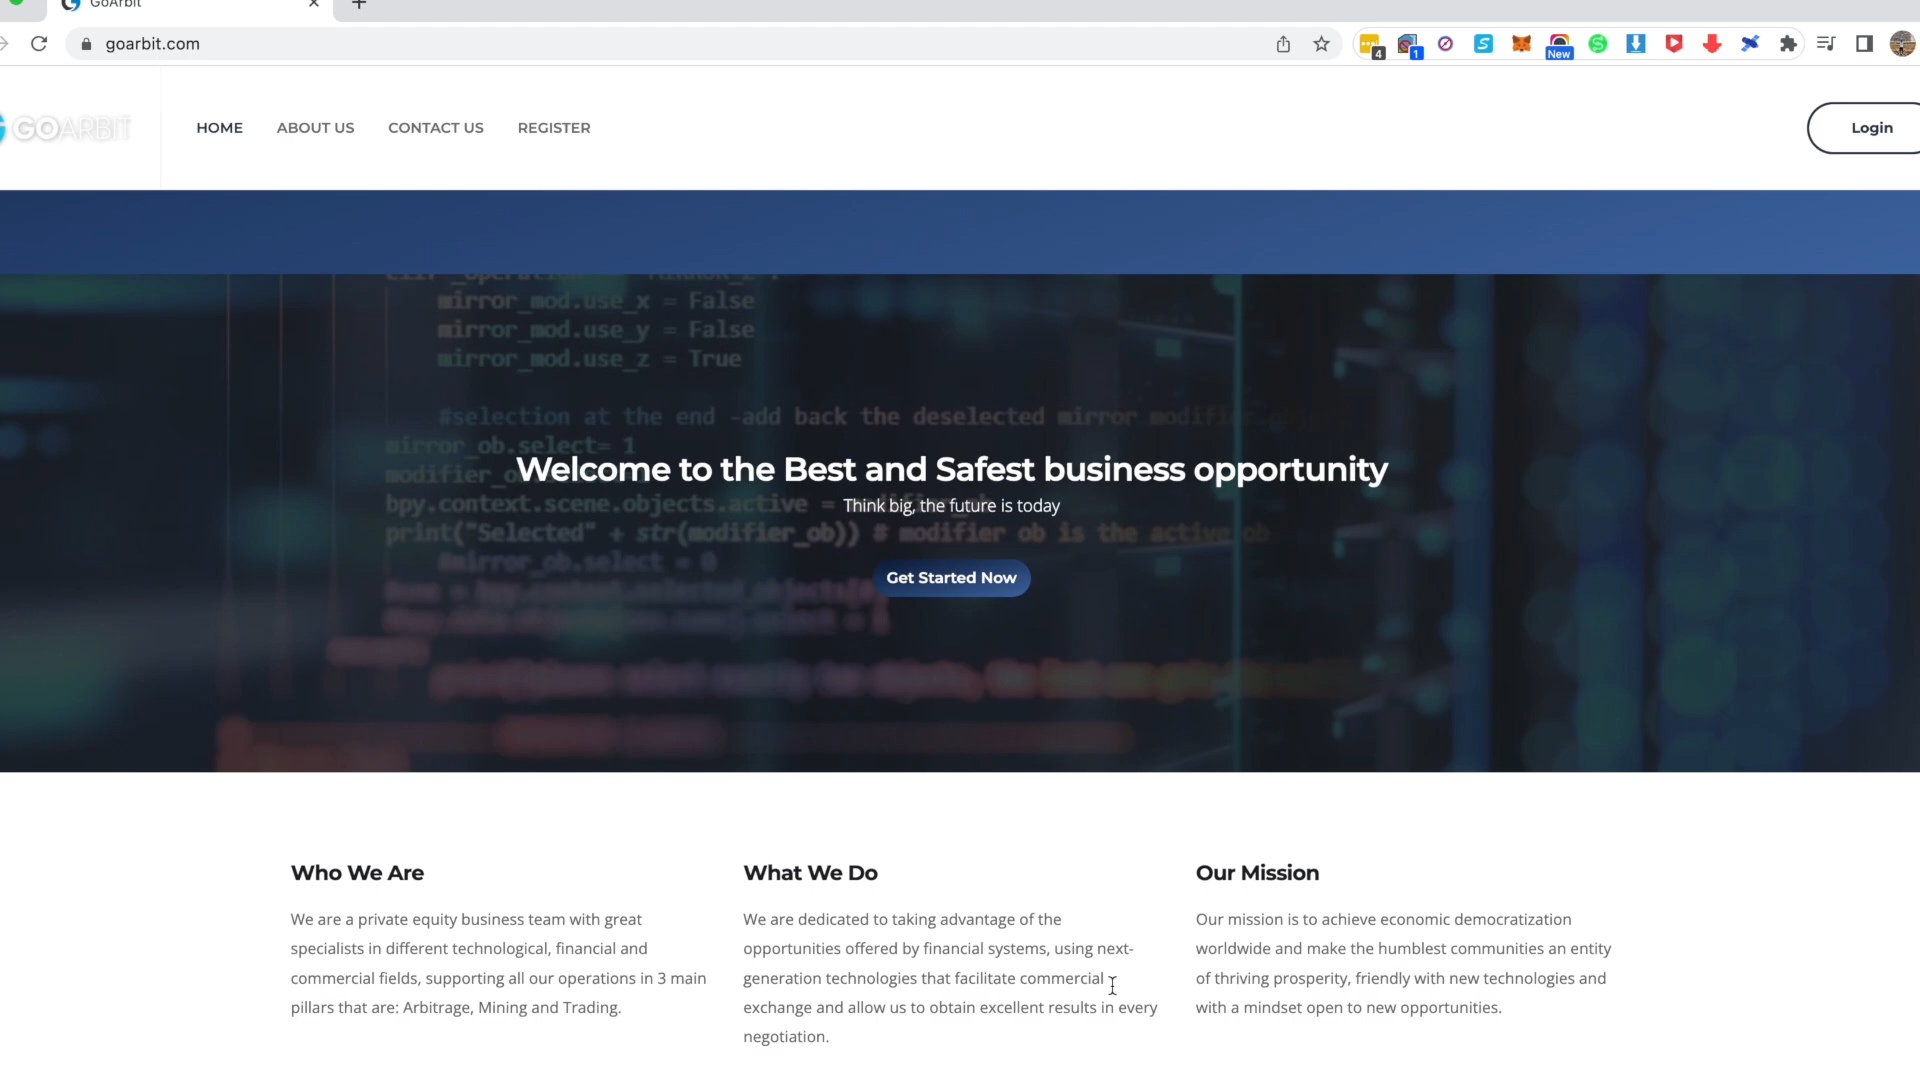 GoArbit
goarbit.com
4
1
New
GOARBIT
HOME
ABOUT US
CONTACT US
REGISTER
Login
mirror_mod.use_x = False
mirror_mod.use_y = False
mirror_mod.use_z = True
#selection at the end -add back the deselected mirror modifier
mirror_ob.select= 1
Welcome to the Best and Safest business opportunity
bpy.context.scene.objects.active =
Think big, the future is today
print("Selected" + str(modifier_ob)) # modifier ob is the active ob
#mirror_ob.select = 0
Get Started Now
Who We Are
We are a private equity business team with great
specialists in different technological, financial and
commercial fields, supporting all our operations in 3 main
pillars that are: Arbitrage, Mining and Trading.
What We Do
We are dedicated to taking advantage of the
opportunities offered by financial systems, using next-
generation technologies that facilitate commercial
exchange and allow us to obtain excellent results in every
negotiation.
Our Mission
Our mission is to achieve economic democratization
worldwide and make the humblest communities an entity
of thriving prosperity, friendly with new technologies and
with a mindset open to new opportunities.